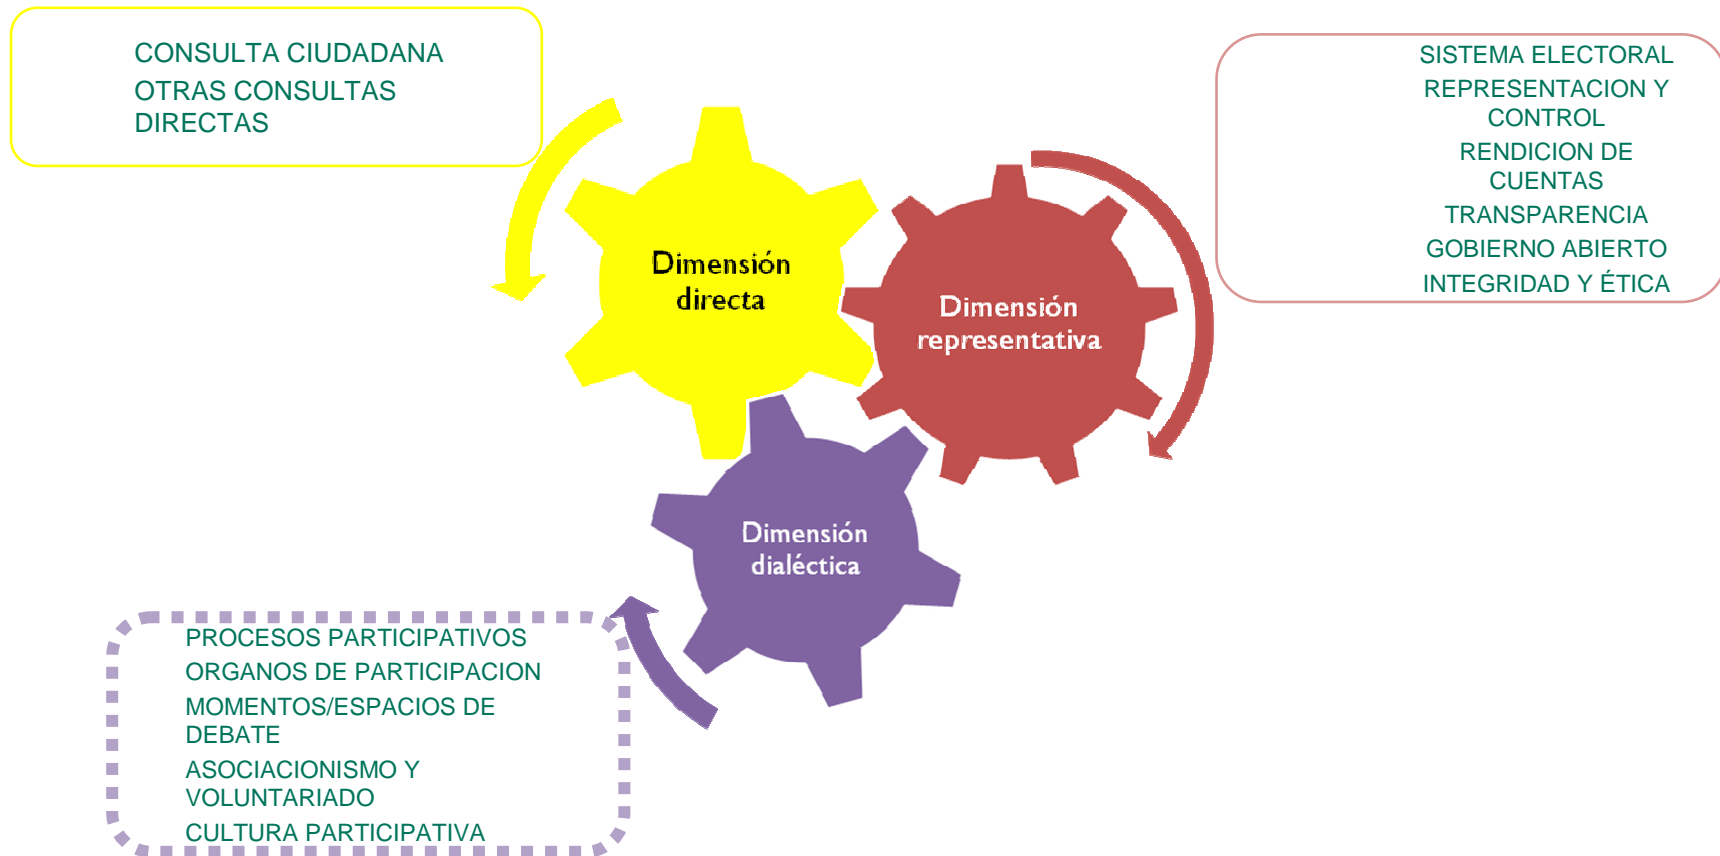 CONSULTA CIUDADANA
OTRAS CONSULTAS
DIRECTAS
SISTEMA ELECTORAL
REPRESENTACION Y
CONTROL
RENDICION DE
CUENTAS
TRANSPARENCIA
GOBIERNO ABIERTO
INTEGRIDAD Y ÉTICA
Dimensión
directa
Dimensión
representativa
Dimensión
dialéctica
PROCESOS PARTICIPATIVOS
ORGANOS DE PARTICIPACION
MOMENTOS/ESPACIOS DE
DEBATE
ASOCIACIONISMO Y
VOLUNTARIADO
CULTURA PARTICIPATIVA